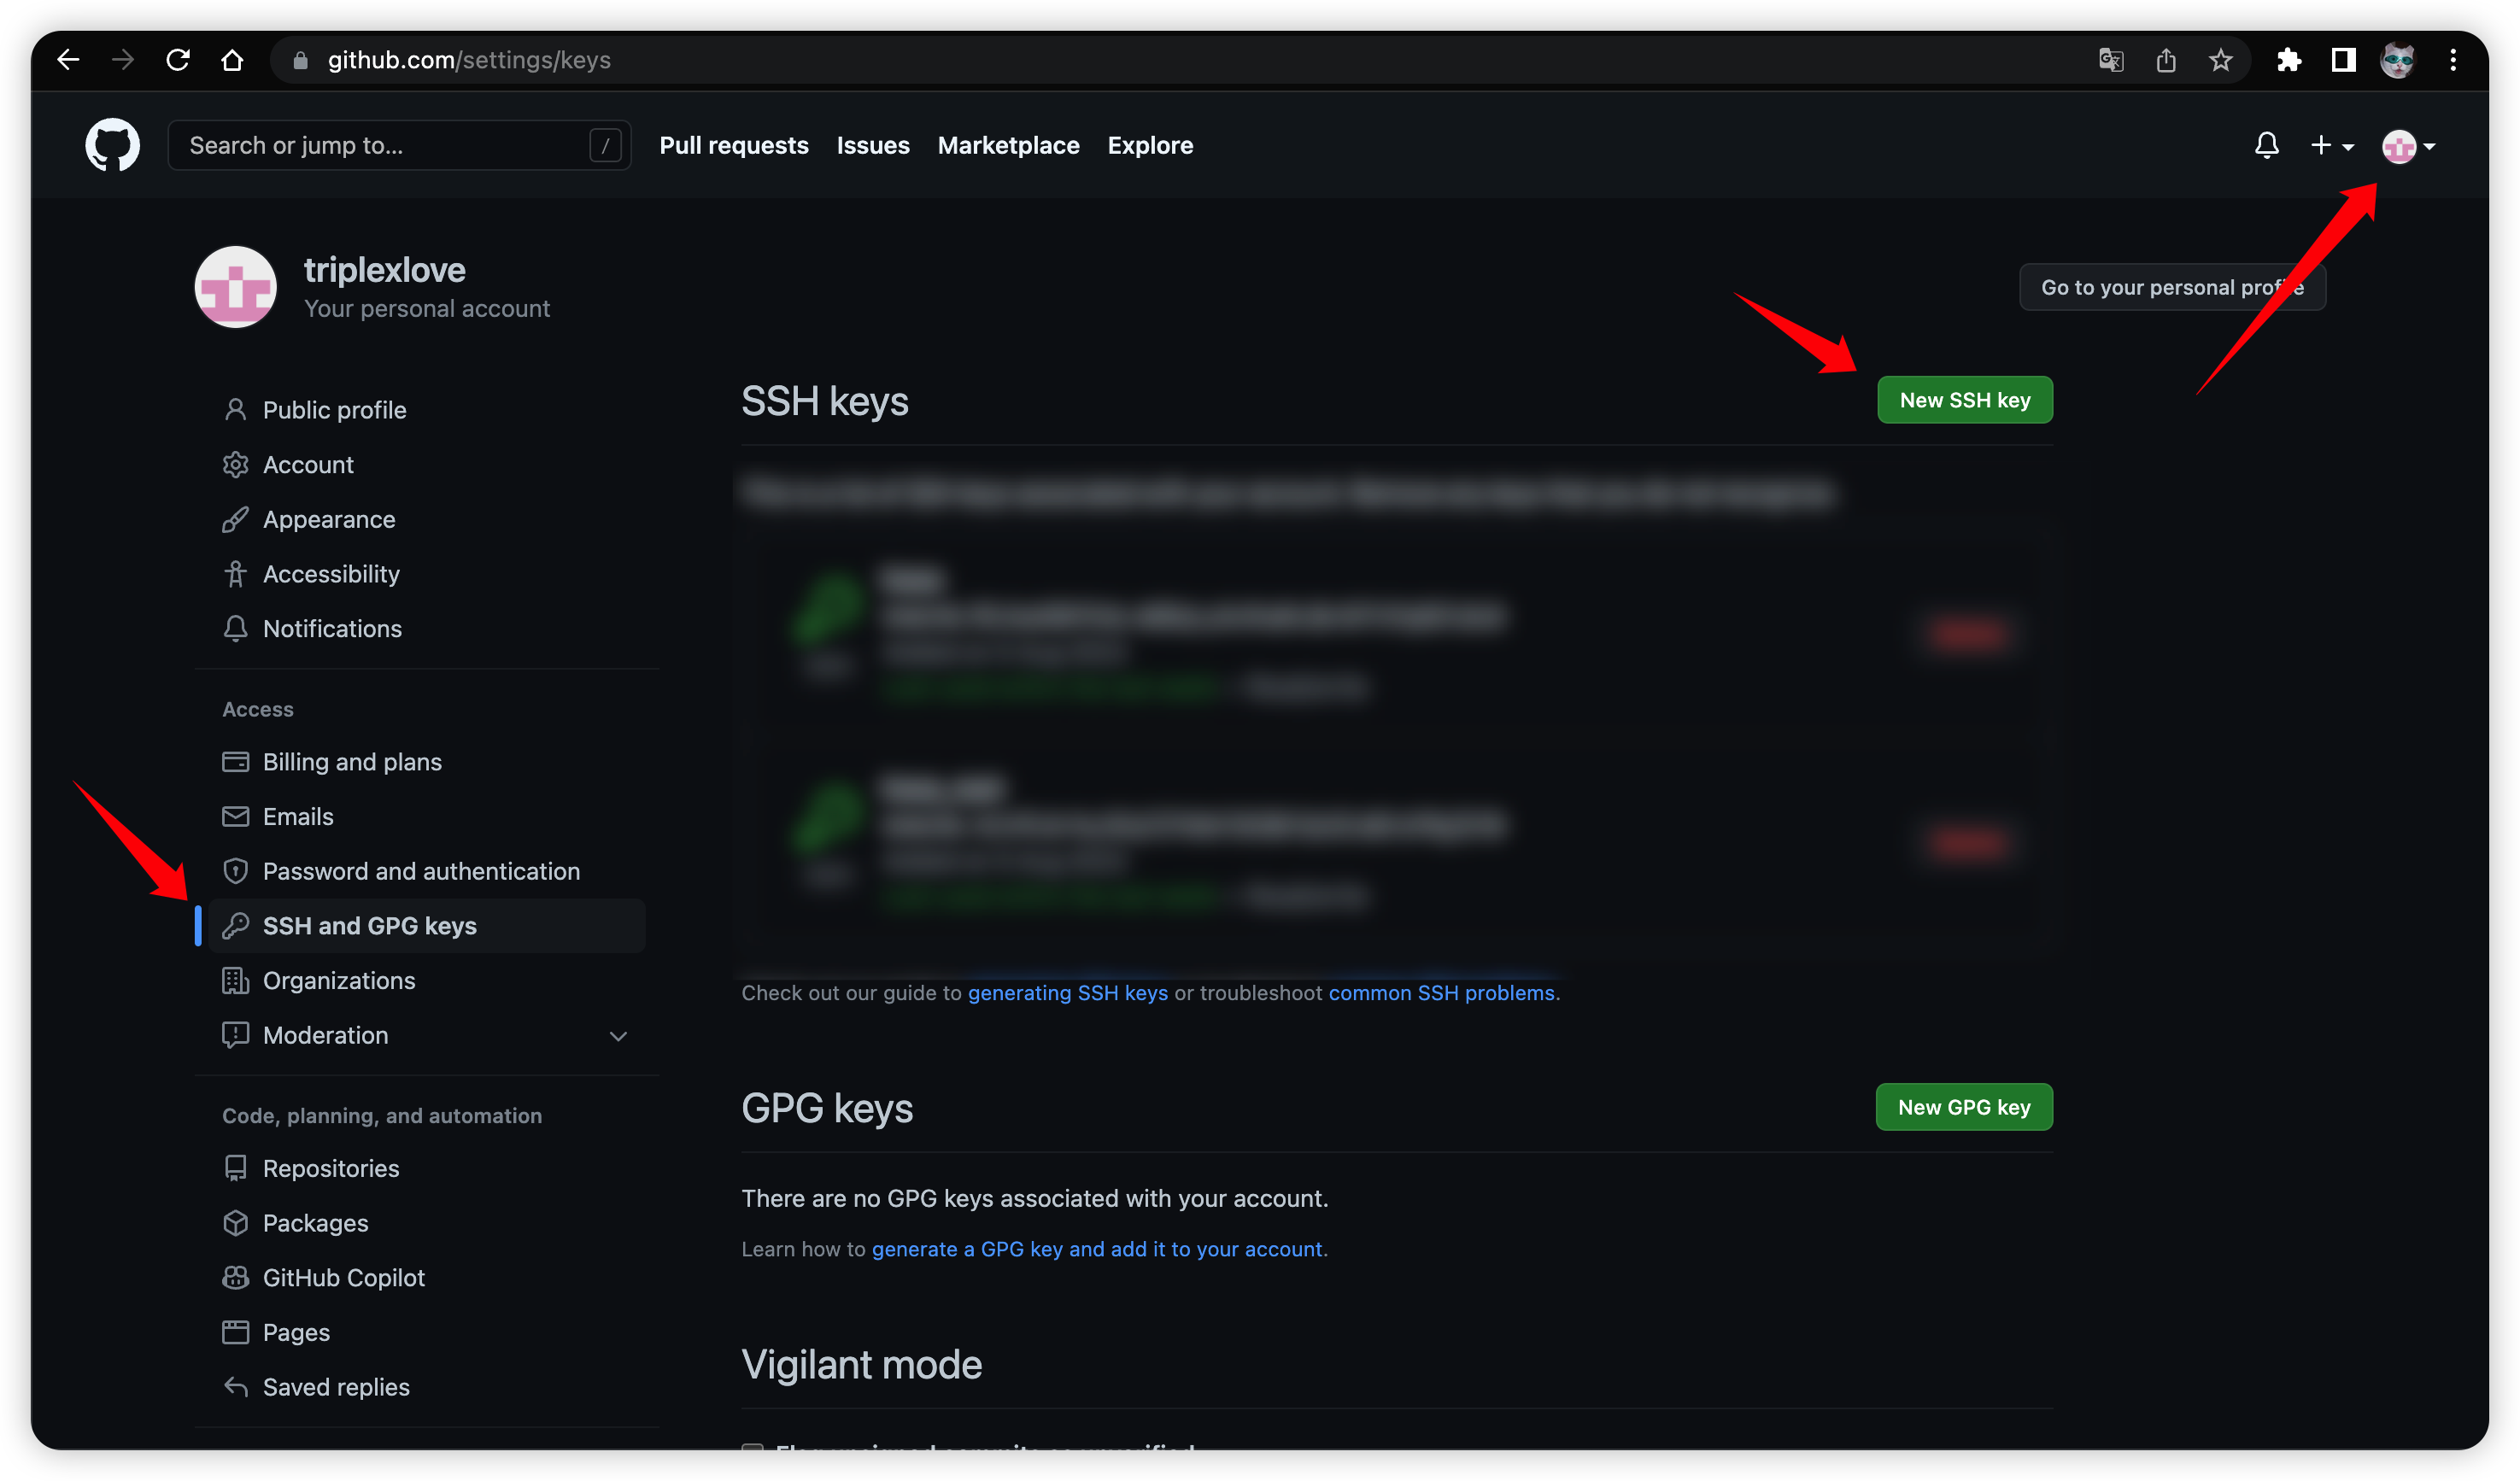 github.com/settings/keys
Search or jump to... /
Pull requests
Issues
Marketplace
Explore
triplexlove
Your personal account
Go to your personal profile
Public profile
Account
Appearance
Accessibility
Notifications
Access
Billing and plans
Emails
Password and authentication
SSH and GPG keys
Organizations
Moderation
Code, planning, and automation
Repositories
Packages
GitHub Copilot
Pages
Saved replies
SSH keys
New SSH key
Check out our guide to generating SSH keys or troubleshoot common SSH problems.
GPG keys
New GPG key
There are no GPG keys associated with your account.
Learn how to generate a GPG key and add it to your account.
Vigilant mode